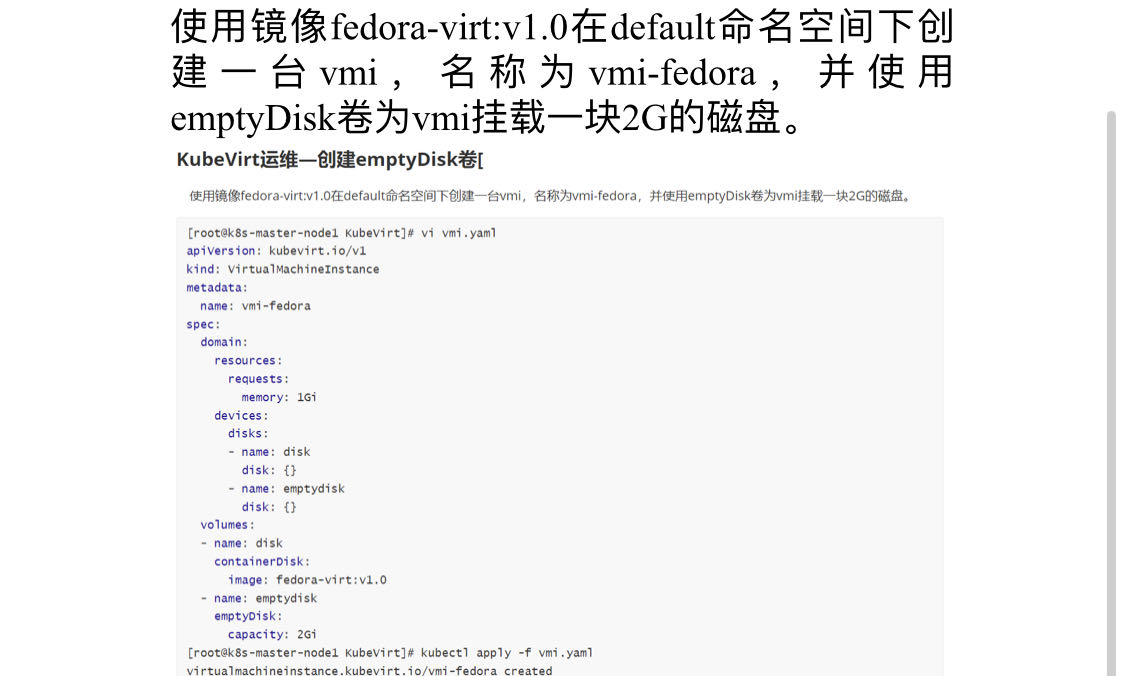 使用镜像fedora-virt:v1.0在default命名空间下创
建一台vmi，名称为vmi-fedora，并使用
emptyDisk卷为vmi挂载一块2G的磁盘。
KubeVirt运维—创建emptyDisk卷[
使用镜像fedora-virt:v1.0在default命名空间下创建一台vmi，名称为vmi-fedora，并使用emptyDisk卷为vmi挂载一块2G的磁盘。
[root@k8s-master-node1 KubeVirt]# vi vmi.yaml
apiVersion: kubevirt.io/v1
kind: VirtualMachineInstance
metadata:
  name: vmi-fedora
spec:
  domain:
    resources:
      requests:
        memory: 1Gi
    devices:
      disks:
      - name: disk
        disk: {}
      - name: emptydisk
        disk: {}
  volumes:
  - name: disk
    containerDisk:
      image: fedora-virt:v1.0
  - name: emptydisk
    emptyDisk:
      capacity: 2Gi
[root@k8s-master-node1 KubeVirt]# kubectl apply -f vmi.yaml
virtualmachineinstance.kubevirt.io/vmi-fedora created